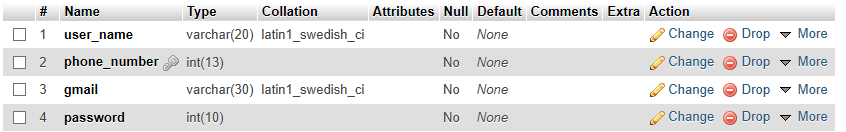 # Name Type Collation Attributes Null Default Comments Extra Action
1 user_name varchar(20) latin1_swedish_ci No None Change Drop More
2 phone_number int(13) No None Change Drop More
3 gmail varchar(30) latin1_swedish_ci No None Change Drop More
4 password int(10) No None Change Drop More